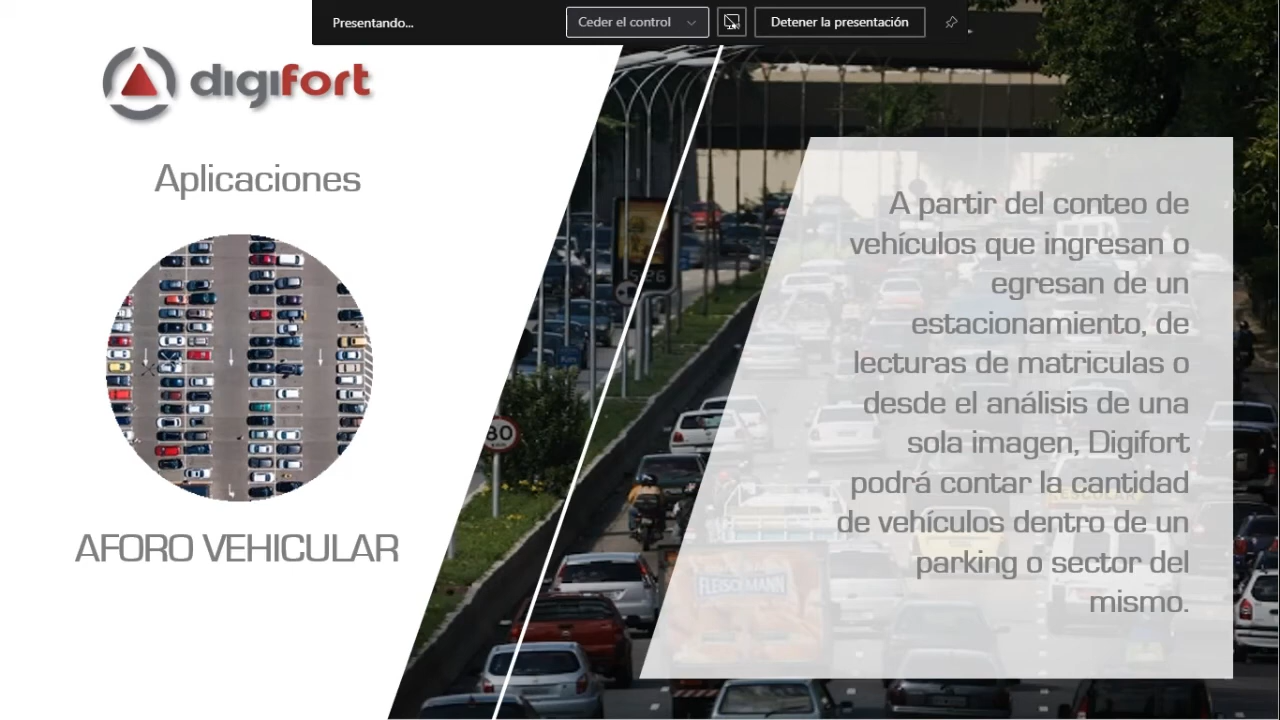 Presentando...
Ceder el control
Detener la presentación
digifort
Aplicaciones
AFORO VEHICULAR
A partir del conteo de
vehículos que ingresan o
egresan de un
estacionamiento, de
lecturas de matriculas o
desde el análisis de una
sola imagen, Digifort
podrá contar la cantidad
de vehículos dentro de un
parking o sector del
mismo.
80
FLEISCHMANN
ESCOLAR